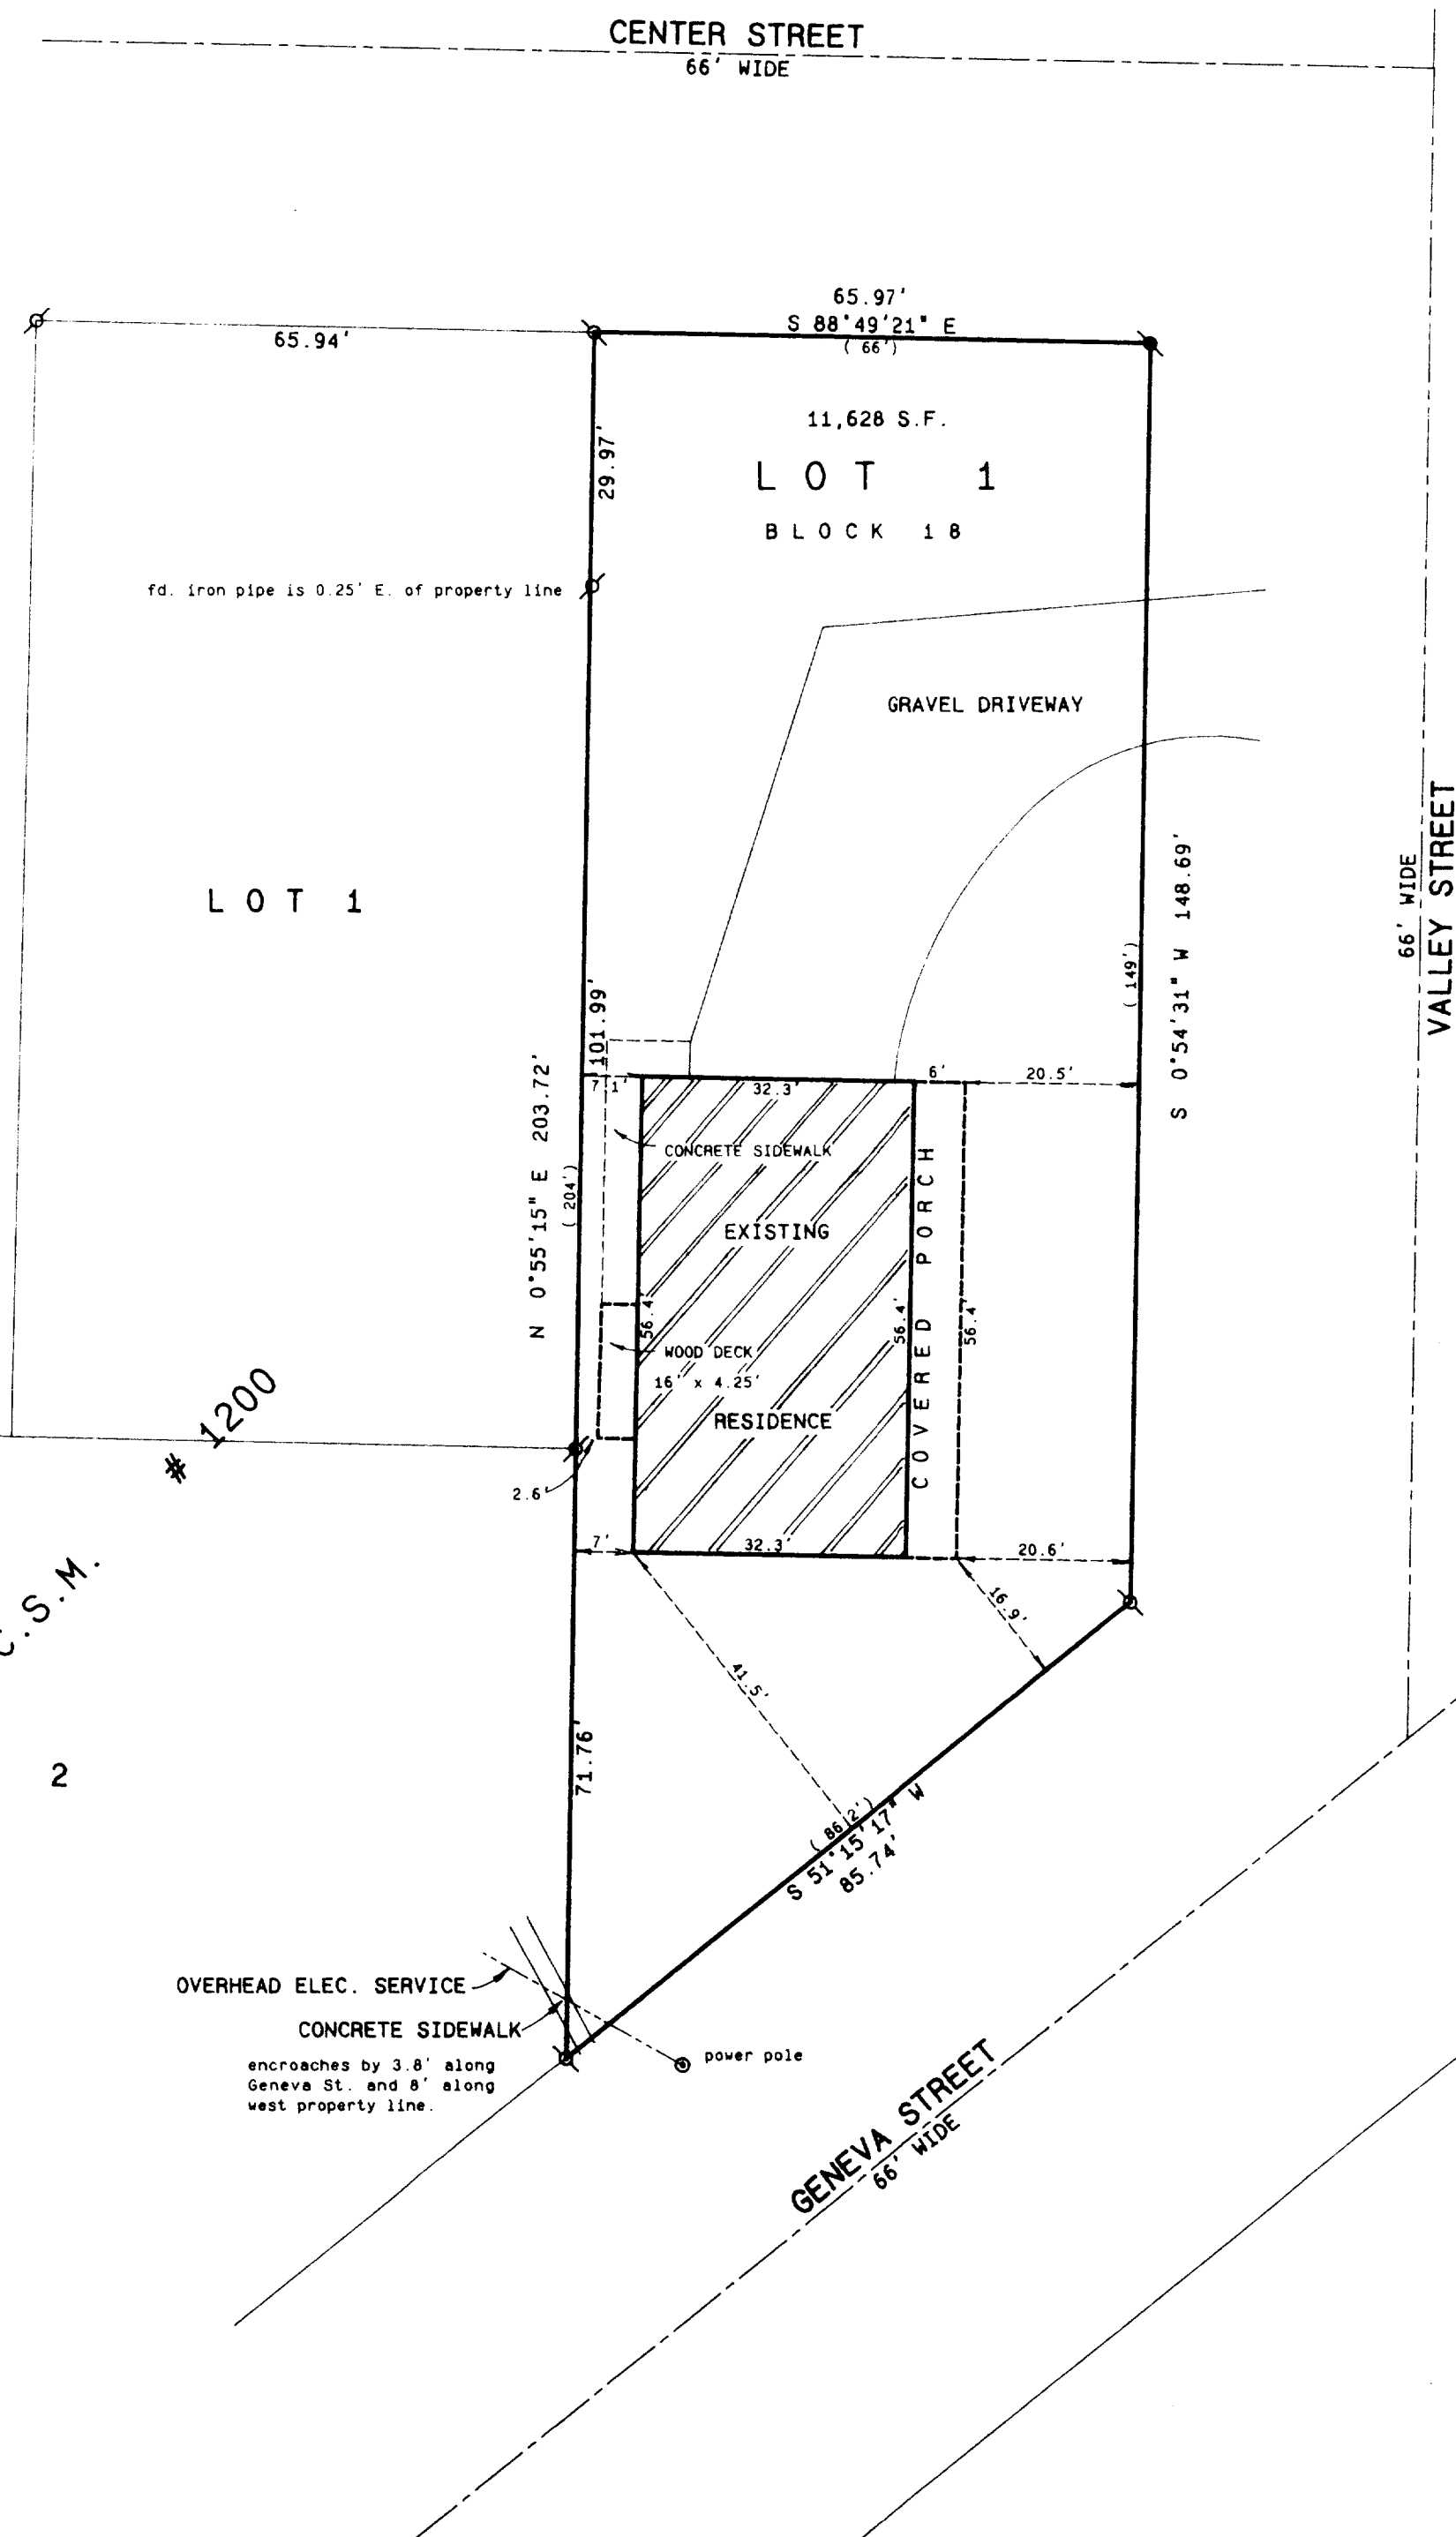 CENTER STREET
66' WIDE
65.97'
S 88°49'21" E
( 66')
65.94'
11,628 S.F.
LOT 1
BLOCK 18
29.97'
fd. iron pipe is 0.25' E. of property line
GRAVEL DRIVEWAY
LOT 1
66' WIDE
VALLEY STREET
S 0°54'31" W 148.69'
( 149')
101.99'
N 0°55'15" E 203.72'
( 204')
7.1'
32.3'
6'
20.5'
CONCRETE SIDEWALK
EXISTING
COVERED PORCH
56.4'
56.4'
56.4'
WOOD DECK
16' x 4.25'
RESIDENCE
# 1200
2.6'
7'
32.3'
20.6'
C.S.M.
16.9'
41.5'
71.76'
2
( 86.2')
S 51°15'17" W
85.74'
OVERHEAD ELEC. SERVICE
CONCRETE SIDEWALK
encroaches by 3.8' along
Geneva St. and 8' along
west property line.
power pole
GENEVA STREET
66' WIDE